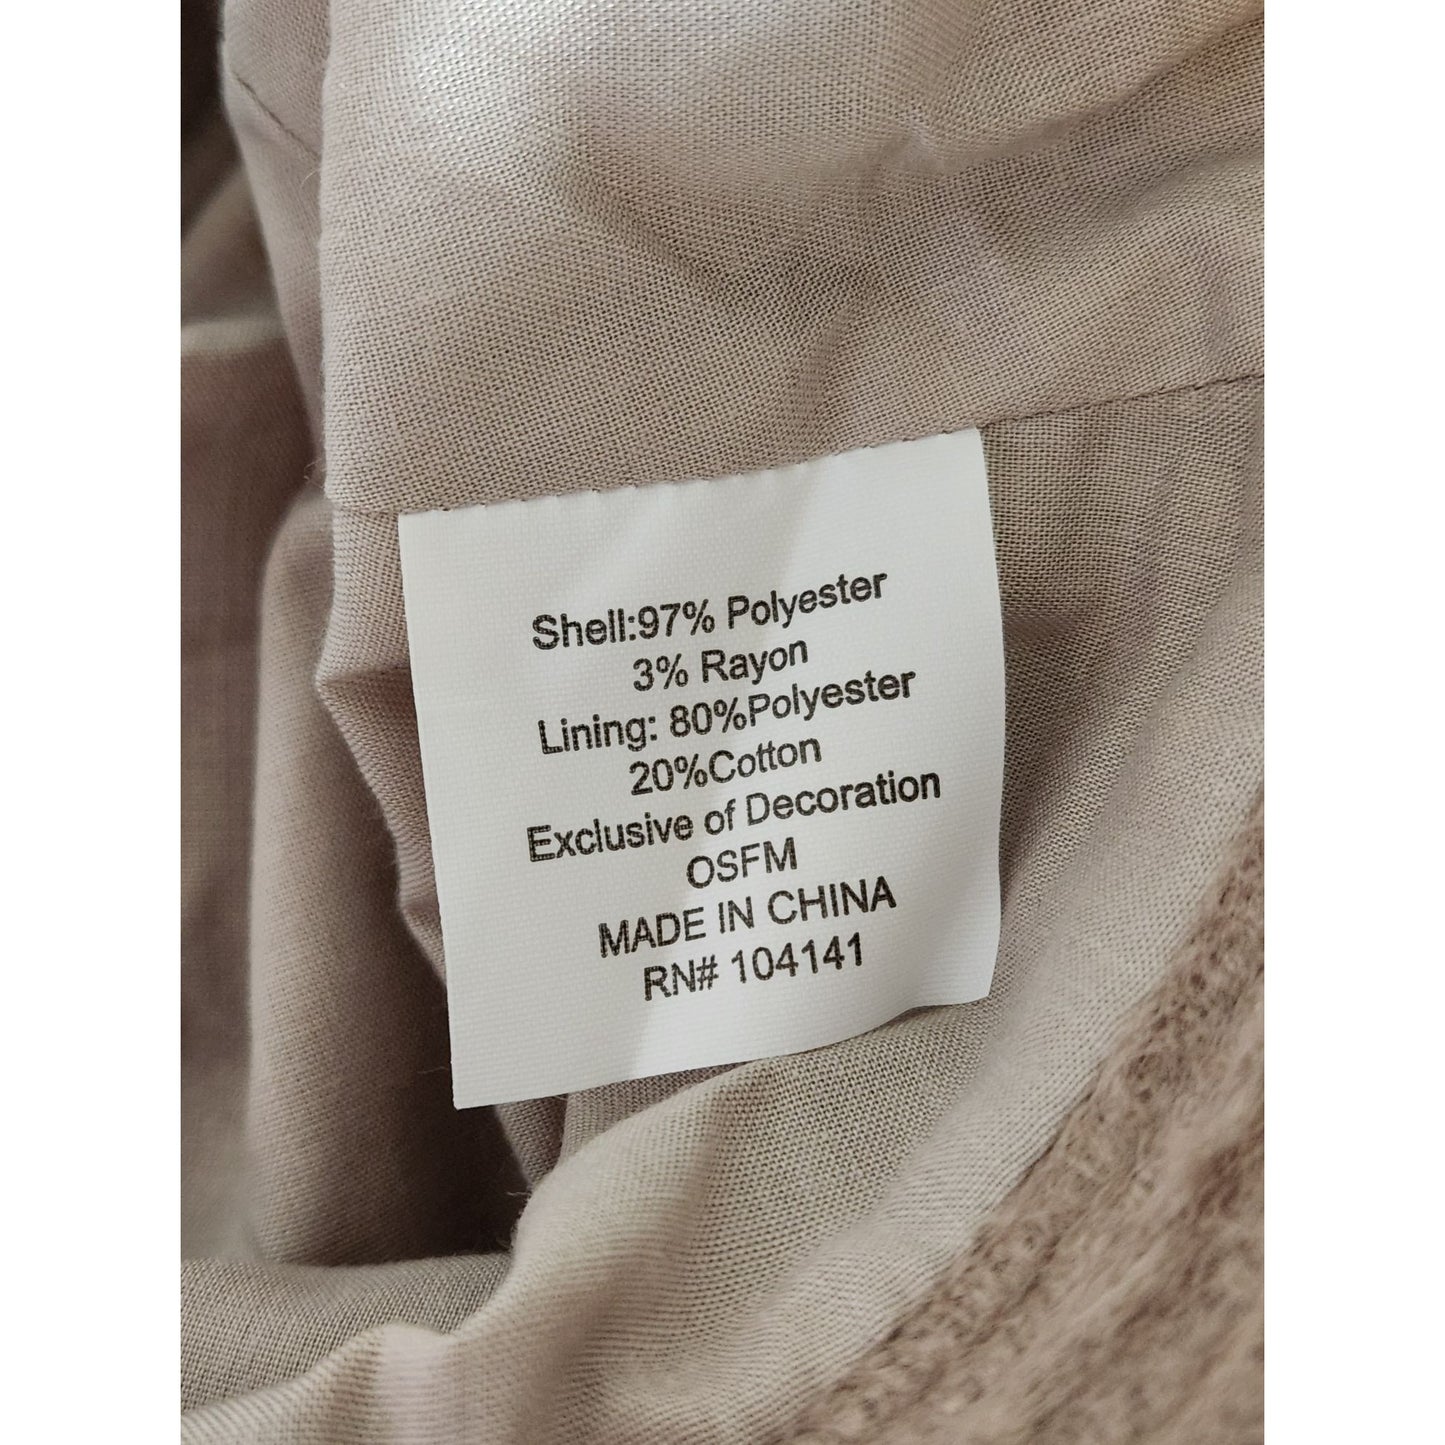 Shell:97% Polyester
3% Rayon
Lining: 80%Polyester
20%Cotton
Exclusive of Decoration
OSFM
MADE IN CHINA
RN# 104141